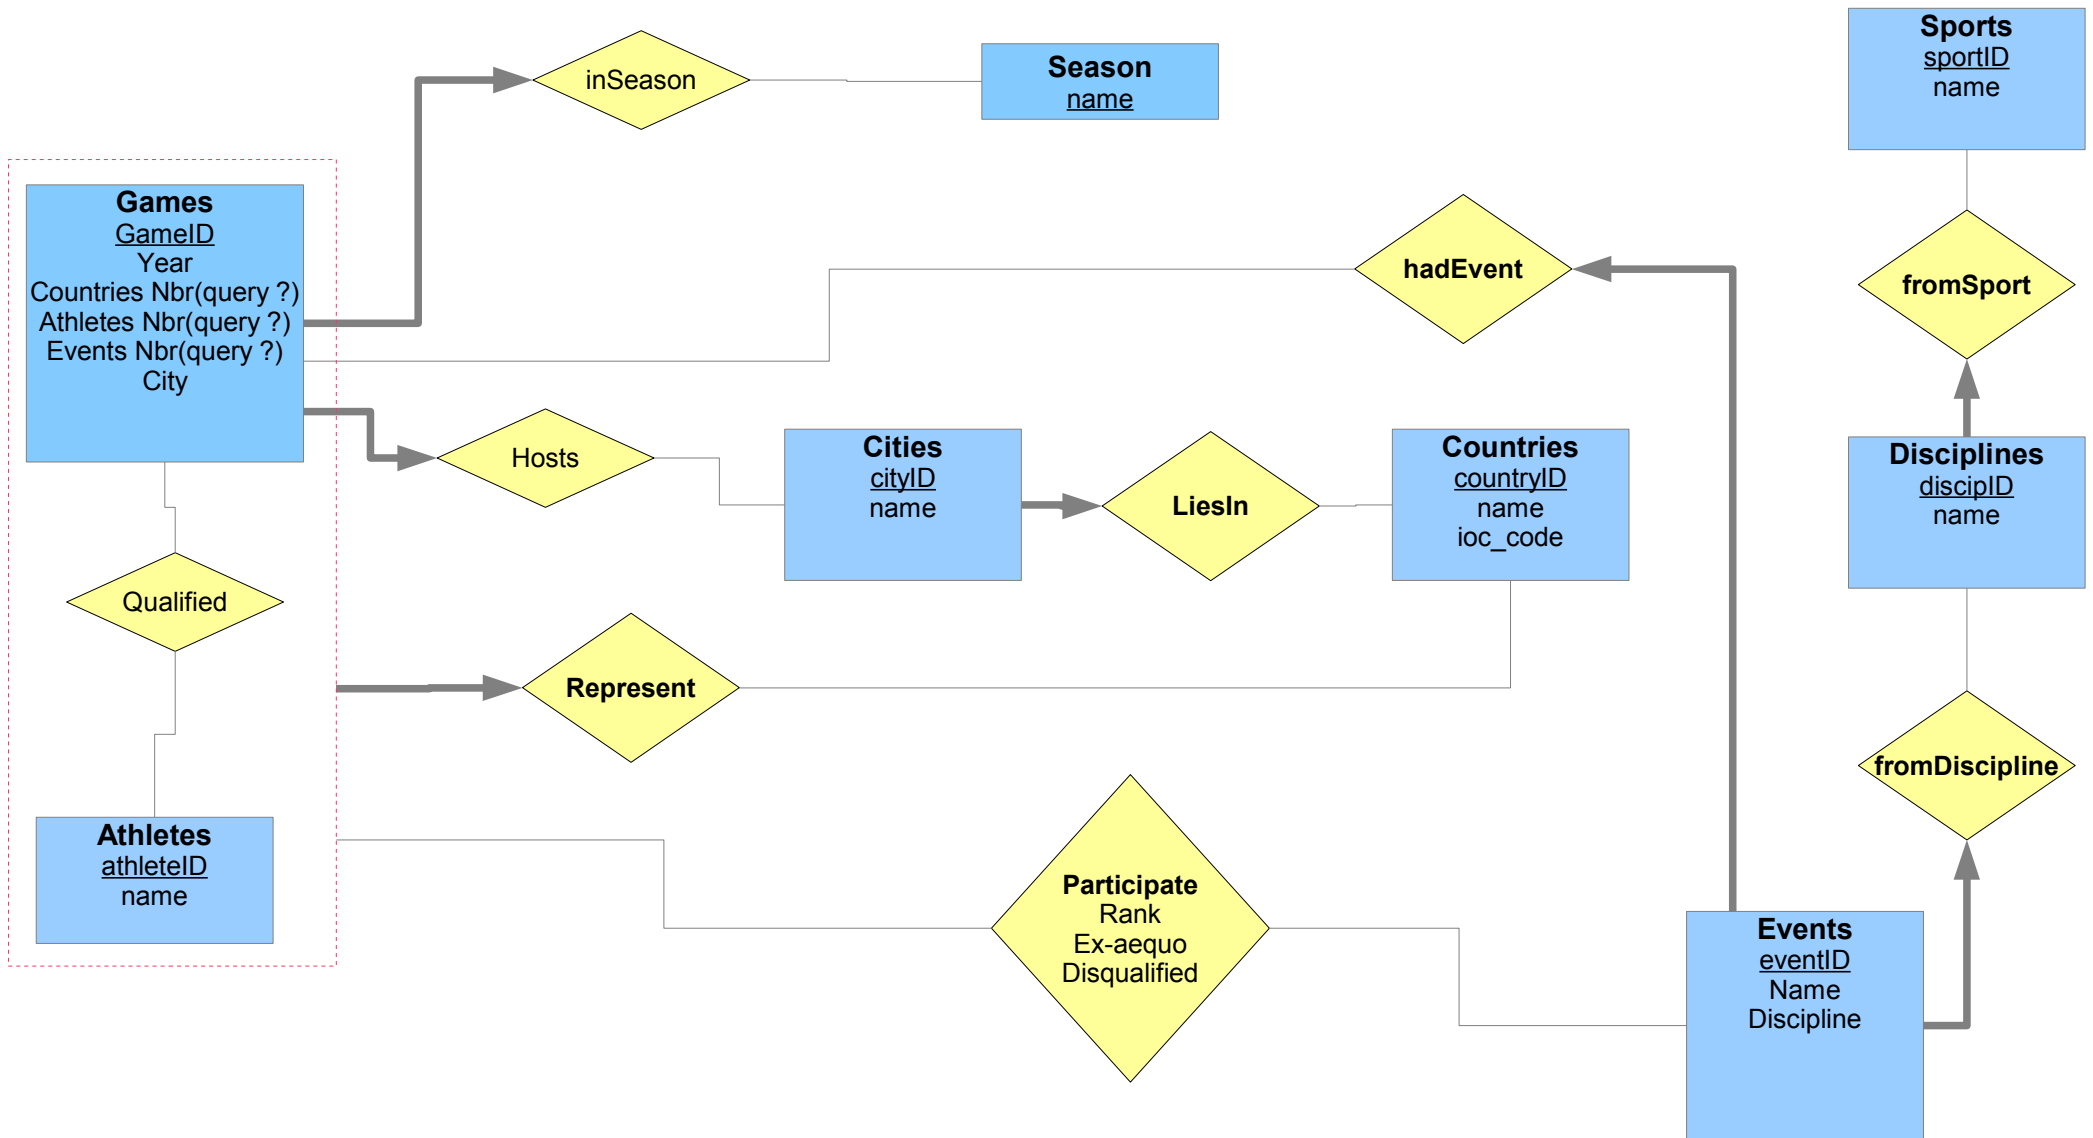 Sports
sportID
name
inSeason
Season
name
Games
GameID
Year
Countries Nbr(query ?)
Athletes Nbr(query ?)
Events Nbr(query ?)
City
hadEvent
fromSport
Hosts
Cities
cityID
name
LiesIn
Countries
countryID
name
ioc_code
Disciplines
discipID
name
Qualified
Represent
fromDiscipline
Athletes
athleteID
name
Participate
Rank
Ex-aequo
Disqualified
Events
eventID
Name
Discipline